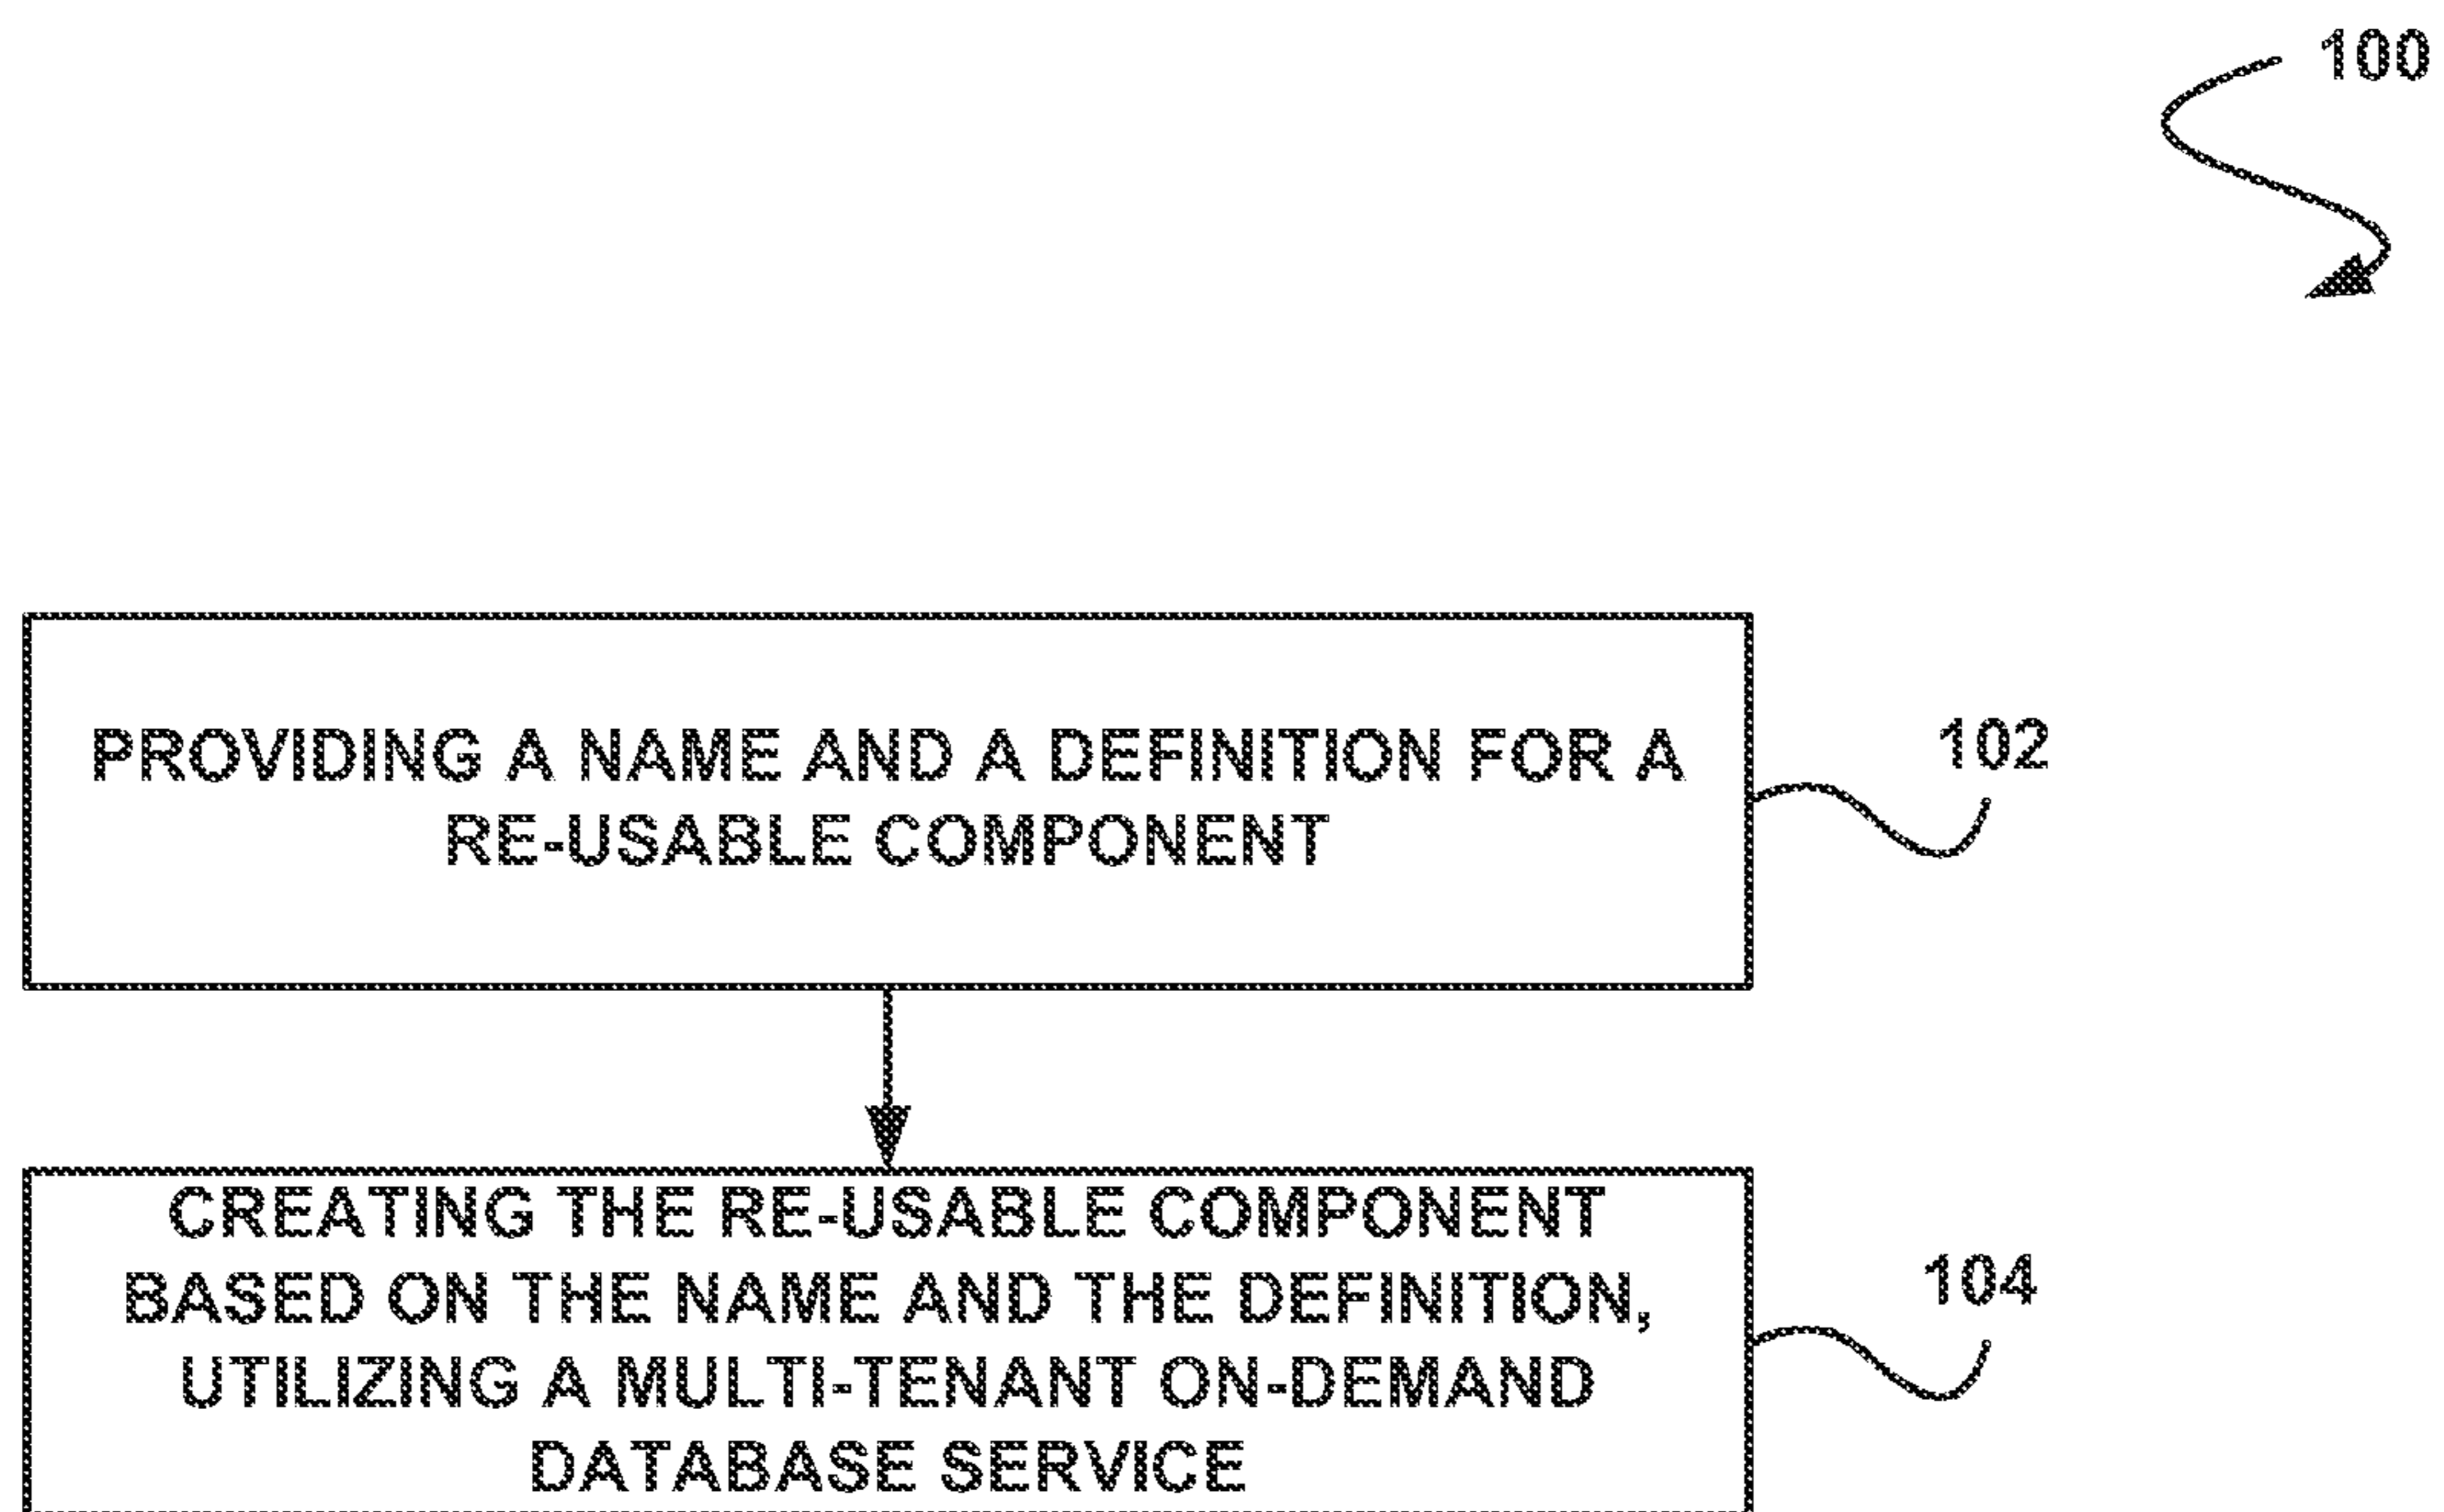 100
PROVIDING A NAME AND A DEFINITION FOR A
RE-USABLE COMPONENT
102
CREATING THE RE-USABLE COMPONENT
BASED ON THE NAME AND THE DEFINITION,
UTILIZING A MULTI-TENANT ON-DEMAND
DATABASE SERVICE
104